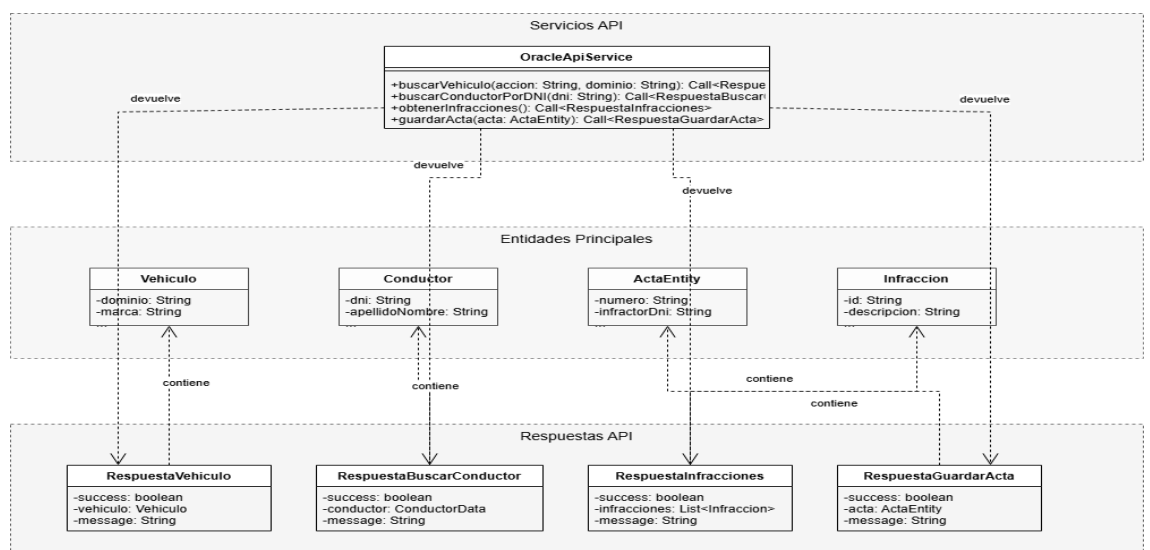 Servicios API
OracleApiService
+buscarVehiculo(accion: String, dominio: String): Call<Respue
+buscarConductorPorDNI(dni: String): Call<RespuestaBuscar
+obtenerInfracciones(): Call<RespuestaInfracciones>
+guardarActa(acta: ActaEntity): Call<RespuestaGuardarActa>
devuelve
devuelve
devuelve
devuelve
Entidades Principales
Vehiculo
-dominio: String
-marca: String
...
Conductor
-dni: String
-apellidoNombre: String
...
ActaEntity
-numero: String
-infractorDni: String
...
Infraccion
-id: String
-descripcion: String
...
contiene
contiene
contiene
contiene
Respuestas API
RespuestaVehiculo
-success: boolean
-vehiculo: Vehiculo
-message: String
RespuestaBuscarConductor
-success: boolean
-conductor: ConductorData
-message: String
RespuestaInfracciones
-success: boolean
-infracciones: List<Infraccion>
-message: String
RespuestaGuardarActa
-success: boolean
-acta: ActaEntity
-message: String